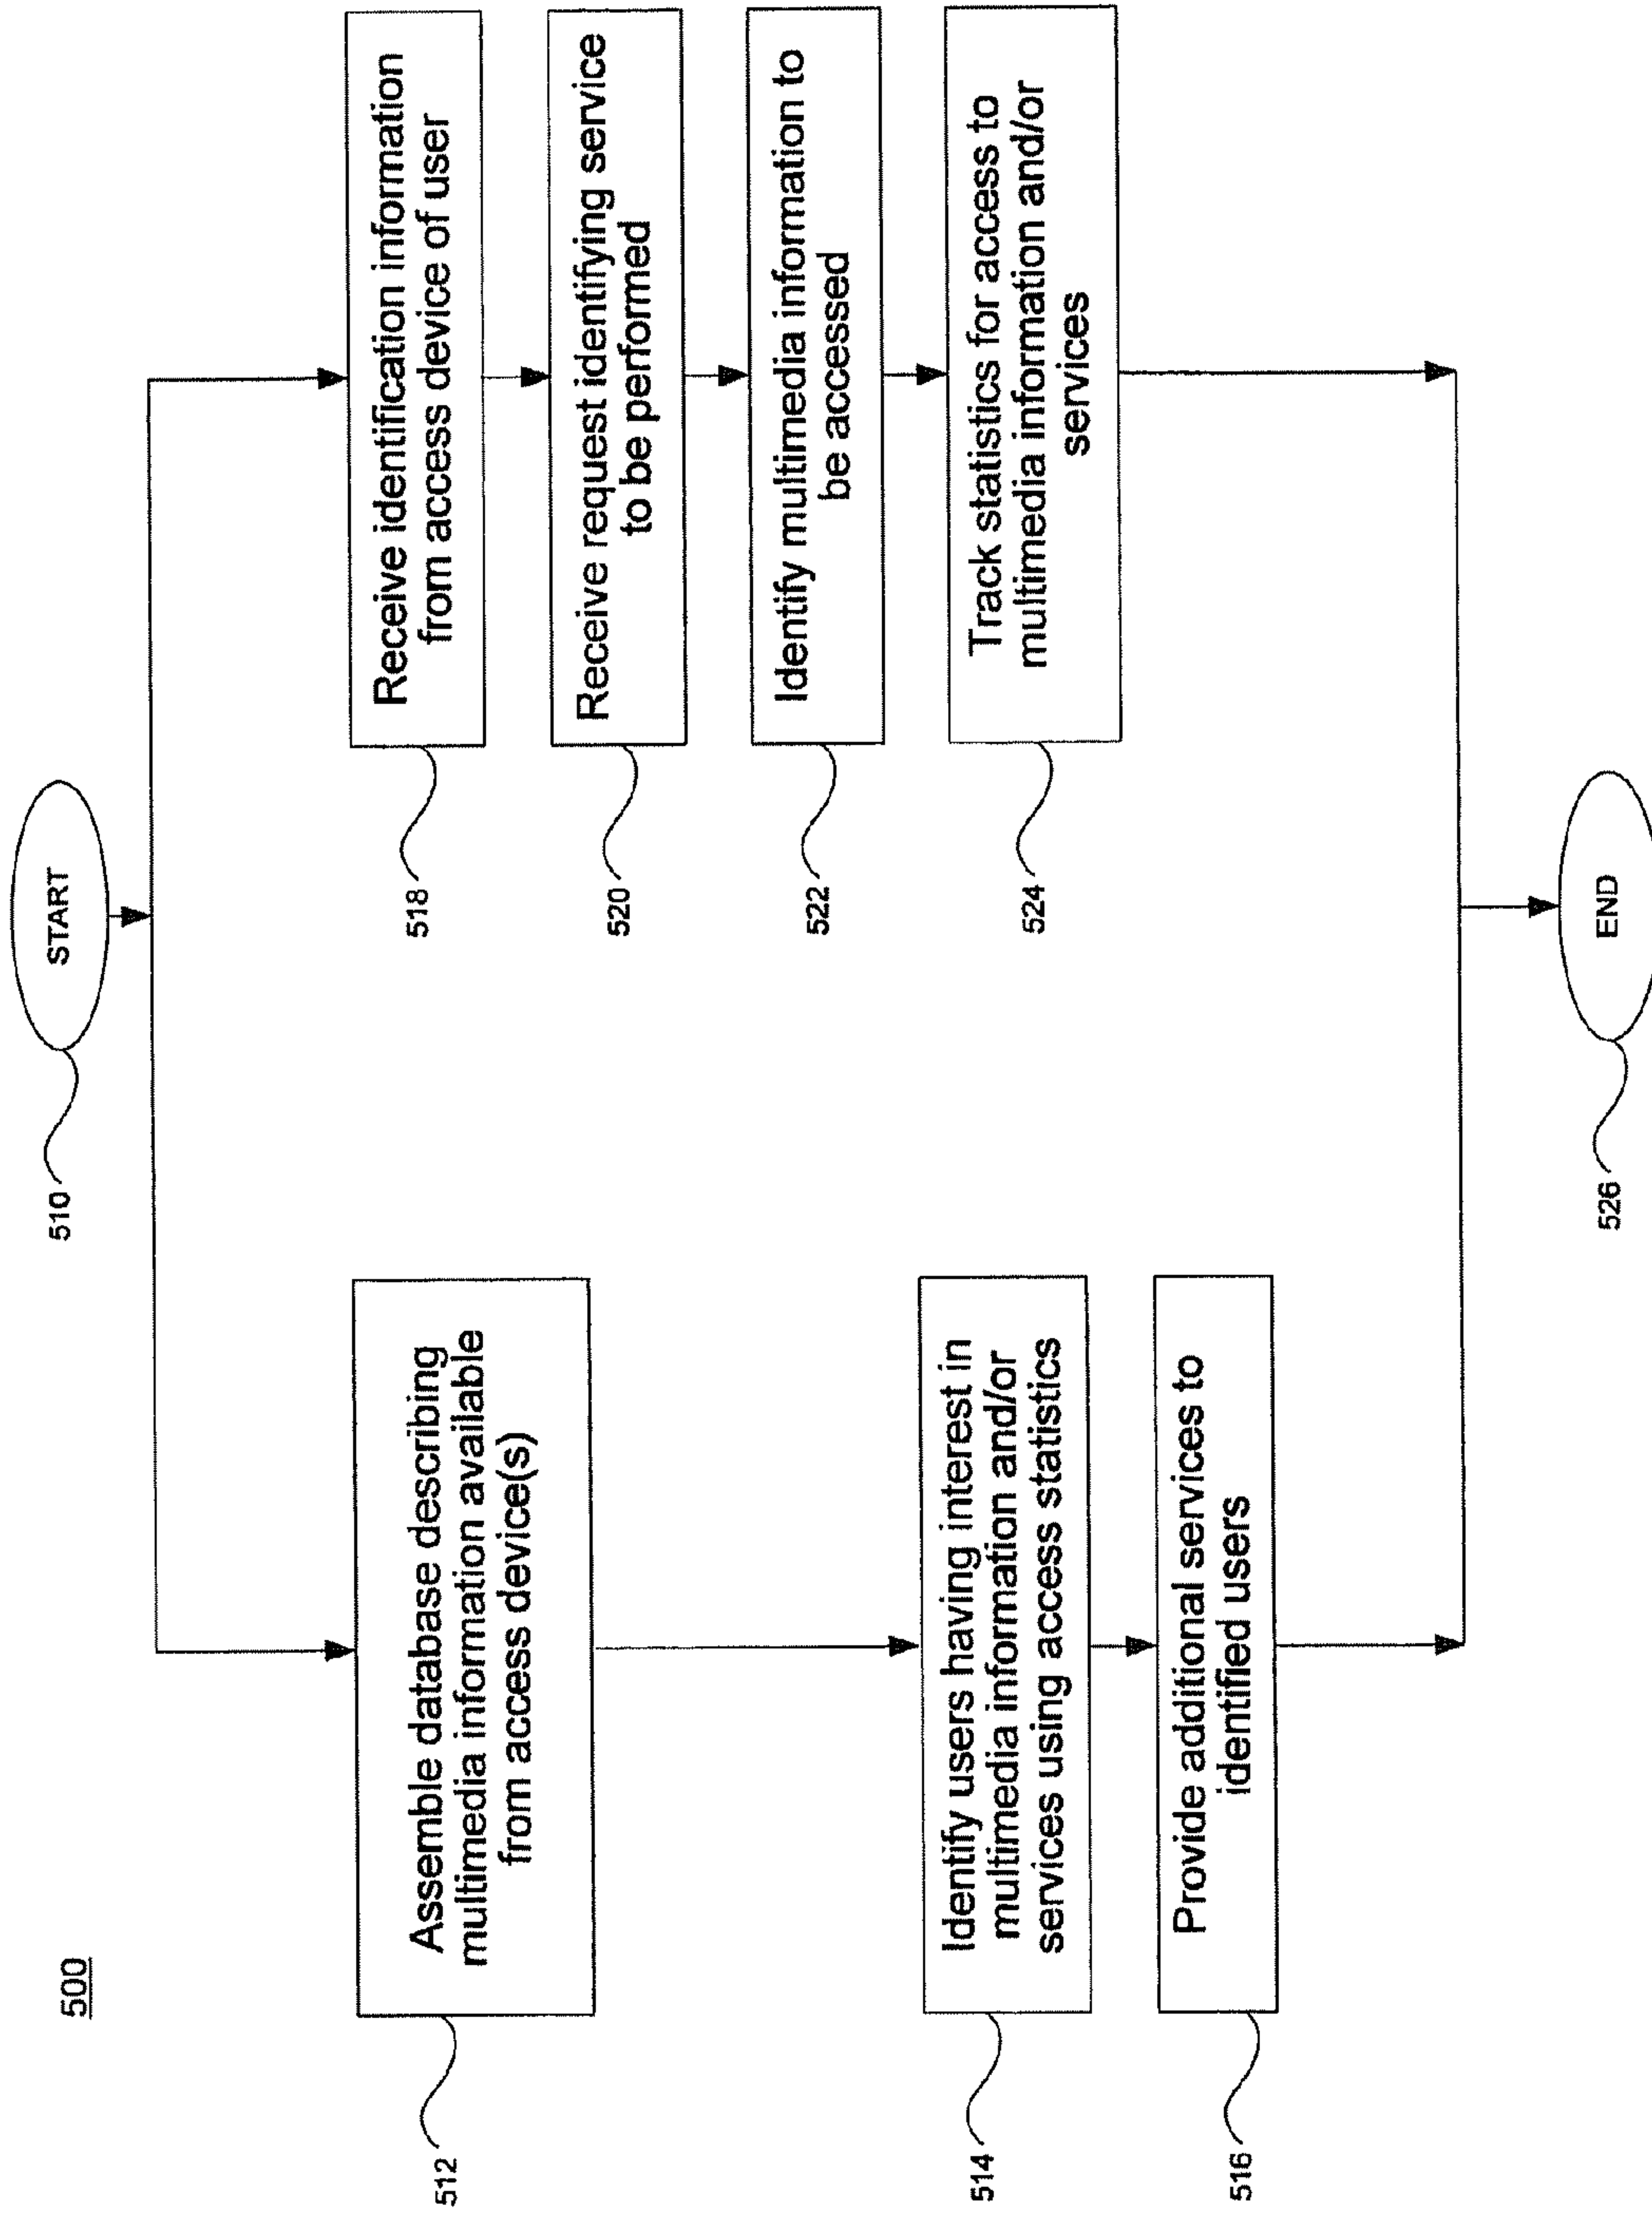 500
START
510
Assemble database describing
multimedia information available
from access device(s)
512
Identify users having interest in
multimedia information and/or
services using access statistics
514
Provide additional services to
identified users
516
Receive identification information
from access device of user
518
Receive request identifying service
to be performed
520
Identify multimedia information to
be accessed
522
Track statistics for access to
multimedia information and/or
services
524
END
526